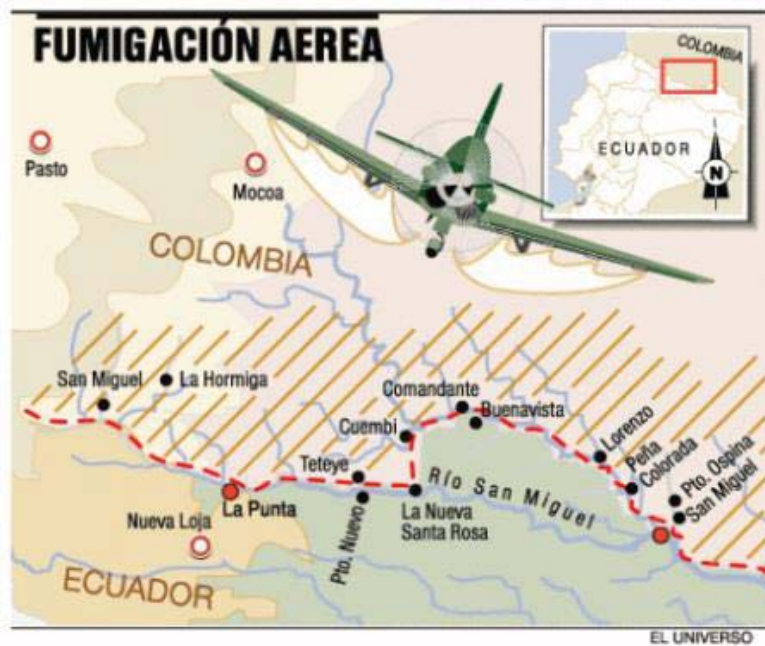 FUMIGACIÓN AEREA
COLOMBIA
ECUADOR
N
Pasto
Mocoa
COLOMBIA
San Miguel
La Hormiga
Comandante
Buenavista
Cuembí
Lorenzo
Peña
Colorada
Pto. Ospina
San Miguel
Teteye
Río San Miguel
La Punta
Pto. Nuevo
La Nueva
Santa Rosa
Nueva Loja
ECUADOR
EL UNIVERSO